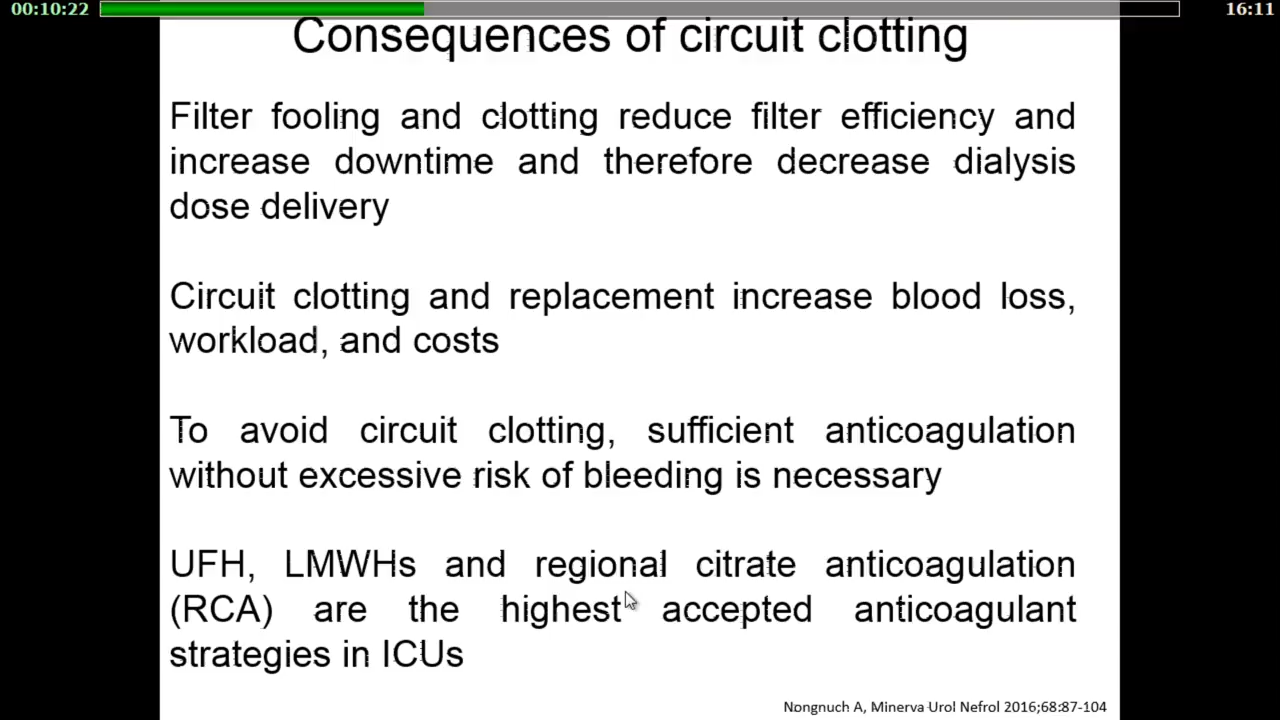 00:10:22
16:11
Consequences of circuit clotting
Filter fooling and clotting reduce filter efficiency and
increase downtime and therefore decrease dialysis
dose delivery
Circuit clotting and replacement increase blood loss,
workload, and costs
To avoid circuit clotting, sufficient anticoagulation
without excessive risk of bleeding is necessary
UFH, LMWHs and regional citrate anticoagulation
(RCA) are the highest accepted anticoagulant
strategies in ICUs
Nongnuch A, Minerva Urol Nefrol 2016;68:87-104